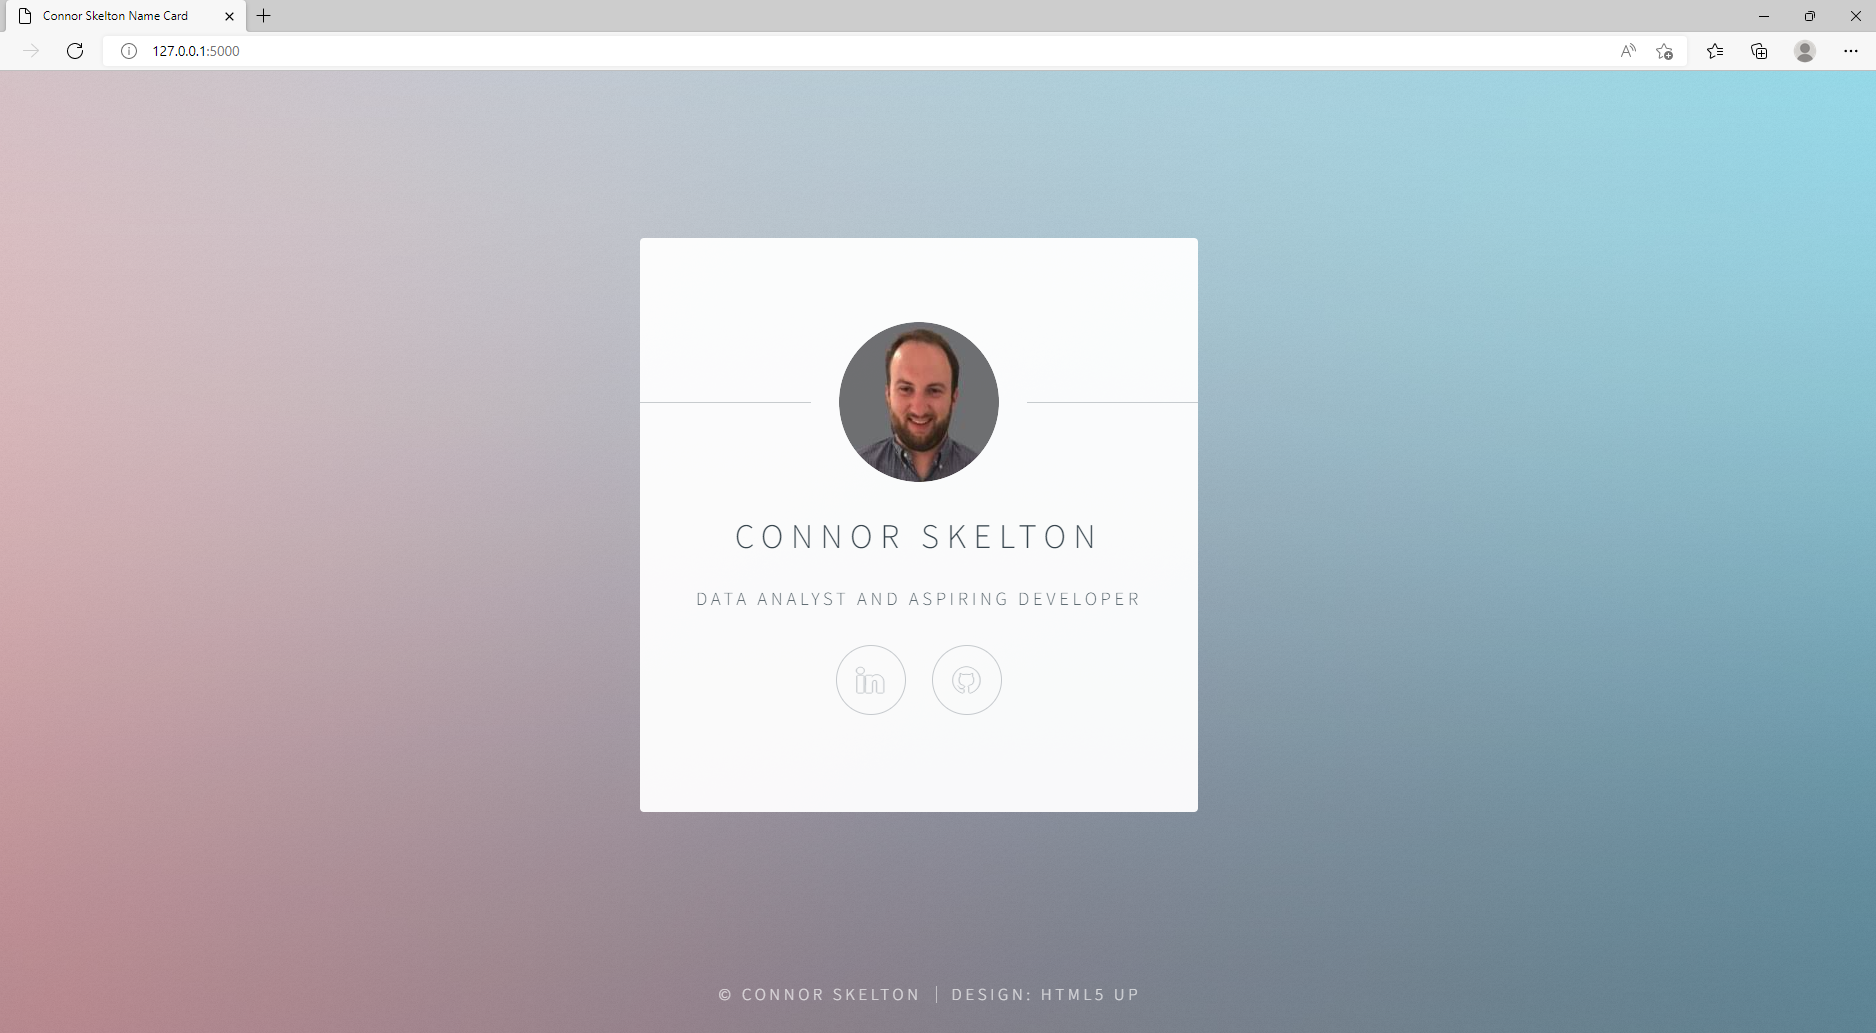 Connor Skelton Name Card
127.0.0.1:5000
CONNOR SKELTON
DATA ANALYST AND ASPIRING DEVELOPER
in
© CONNOR SKELTON | DESIGN: HTML5 UP